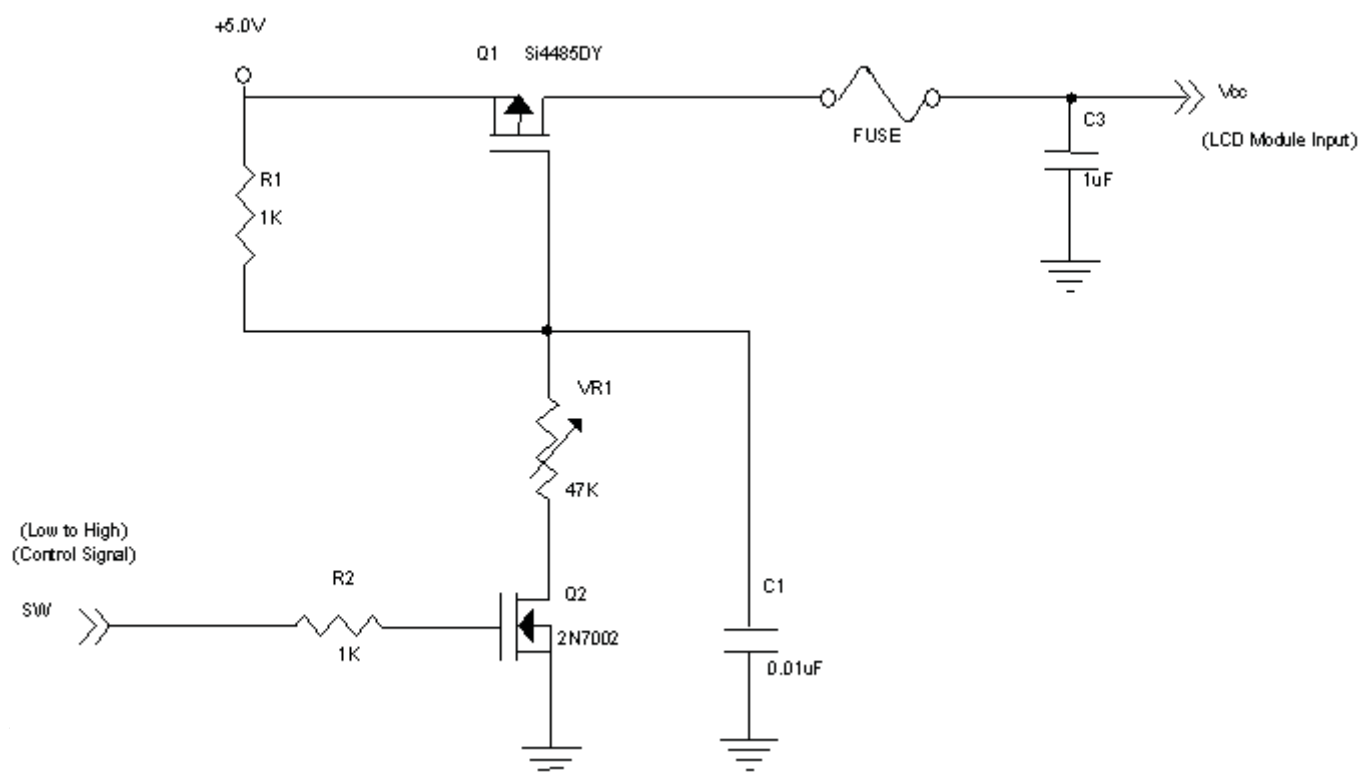 +5.0V
Q1 Si4485DY
Vcc
C3
FUSE
(LCD Module Input)
R1
1uF
1K
VR1
47K
(Low to High)
(Control Signal)
R2
Q2
C1
SW
2N7002
1K
0.01uF